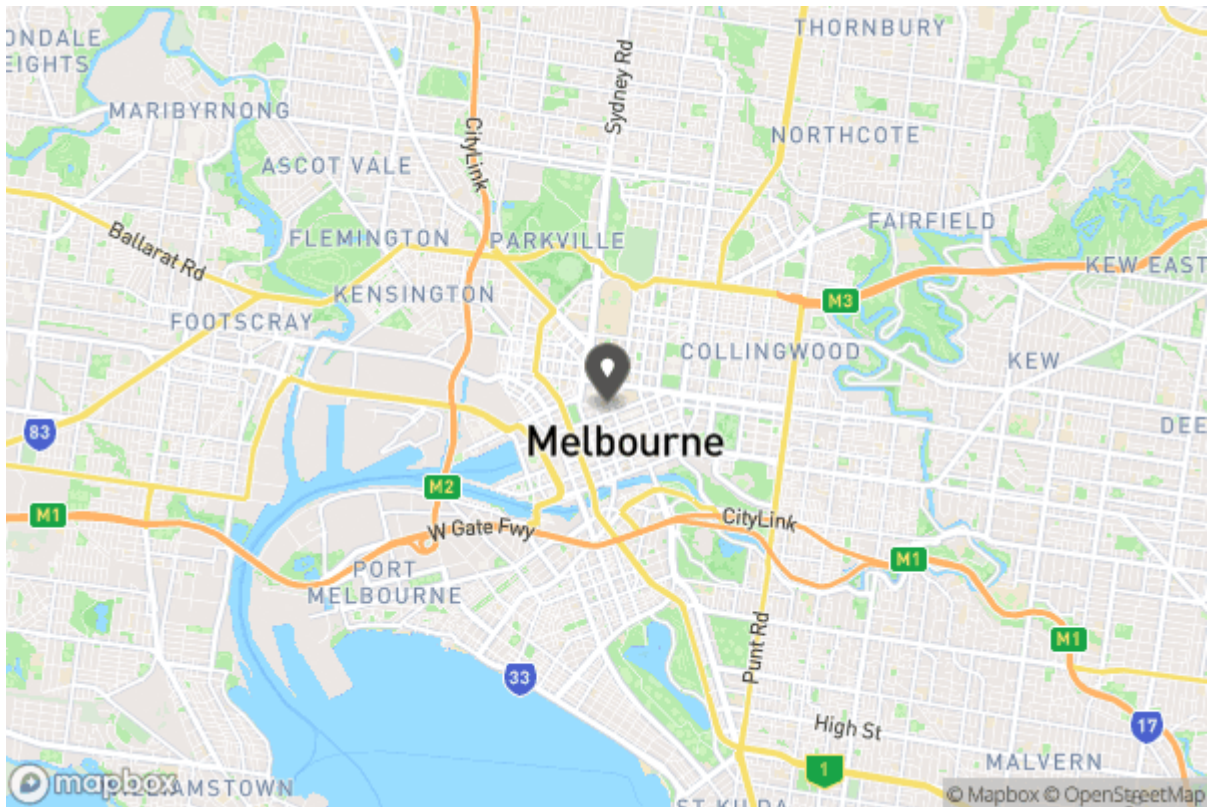 THORNBURY
ONDALE
EIGHTS
Sydney Rd
MARIBYRNONG
CityLink
NORTHCOTE
ASCOT VALE
FAIRFIELD
FLEMINGTON
PARKVILLE
Ballarat Rd
KEW EAST
KENSINGTON
M3
FOOTSCRAY
COLLINGWOOD
KEW
DEE
83
Melbourne
M2
M1
W Gate Fwy
CityLink
M1
PORT
MELBOURNE
Punt Rd
M1
33
High St
17
MALVERN
1
mapbox
WILLIAMSTOWN
ST KILDA
© Mapbox © OpenStreetMap